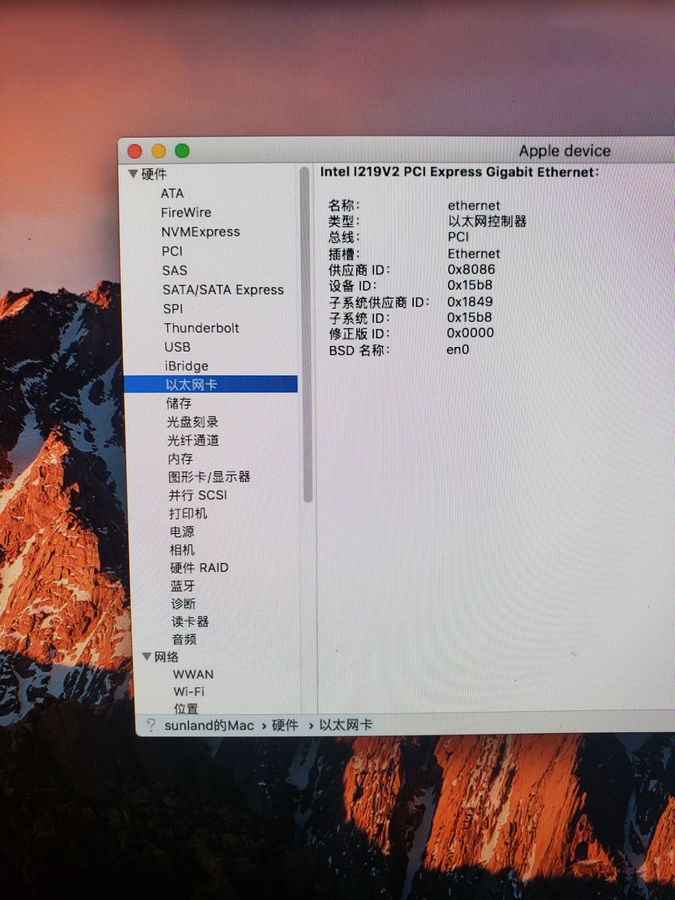 Apple device
硬件
ATA
FireWire
NVMExpress
PCI
SAS
SATA/SATA Express
SPI
Thunderbolt
USB
iBridge
以太网卡
储存
光盘刻录
光纤通道
内存
图形卡/显示器
并行 SCSI
打印机
电源
相机
硬件 RAID
蓝牙
诊断
读卡器
音频
网络
WWAN
Wi-Fi
位置
Intel I219V2 PCI Express Gigabit Ethernet:
名称: ethernet
类型: 以太网控制器
总线: PCI
插槽: Ethernet
供应商 ID: 0x8086
设备 ID: 0x15b8
子系统供应商 ID: 0x1849
子系统 ID: 0x15b8
修正版 ID: 0x0000
BSD 名称: en0
? sunland的Mac › 硬件 › 以太网卡